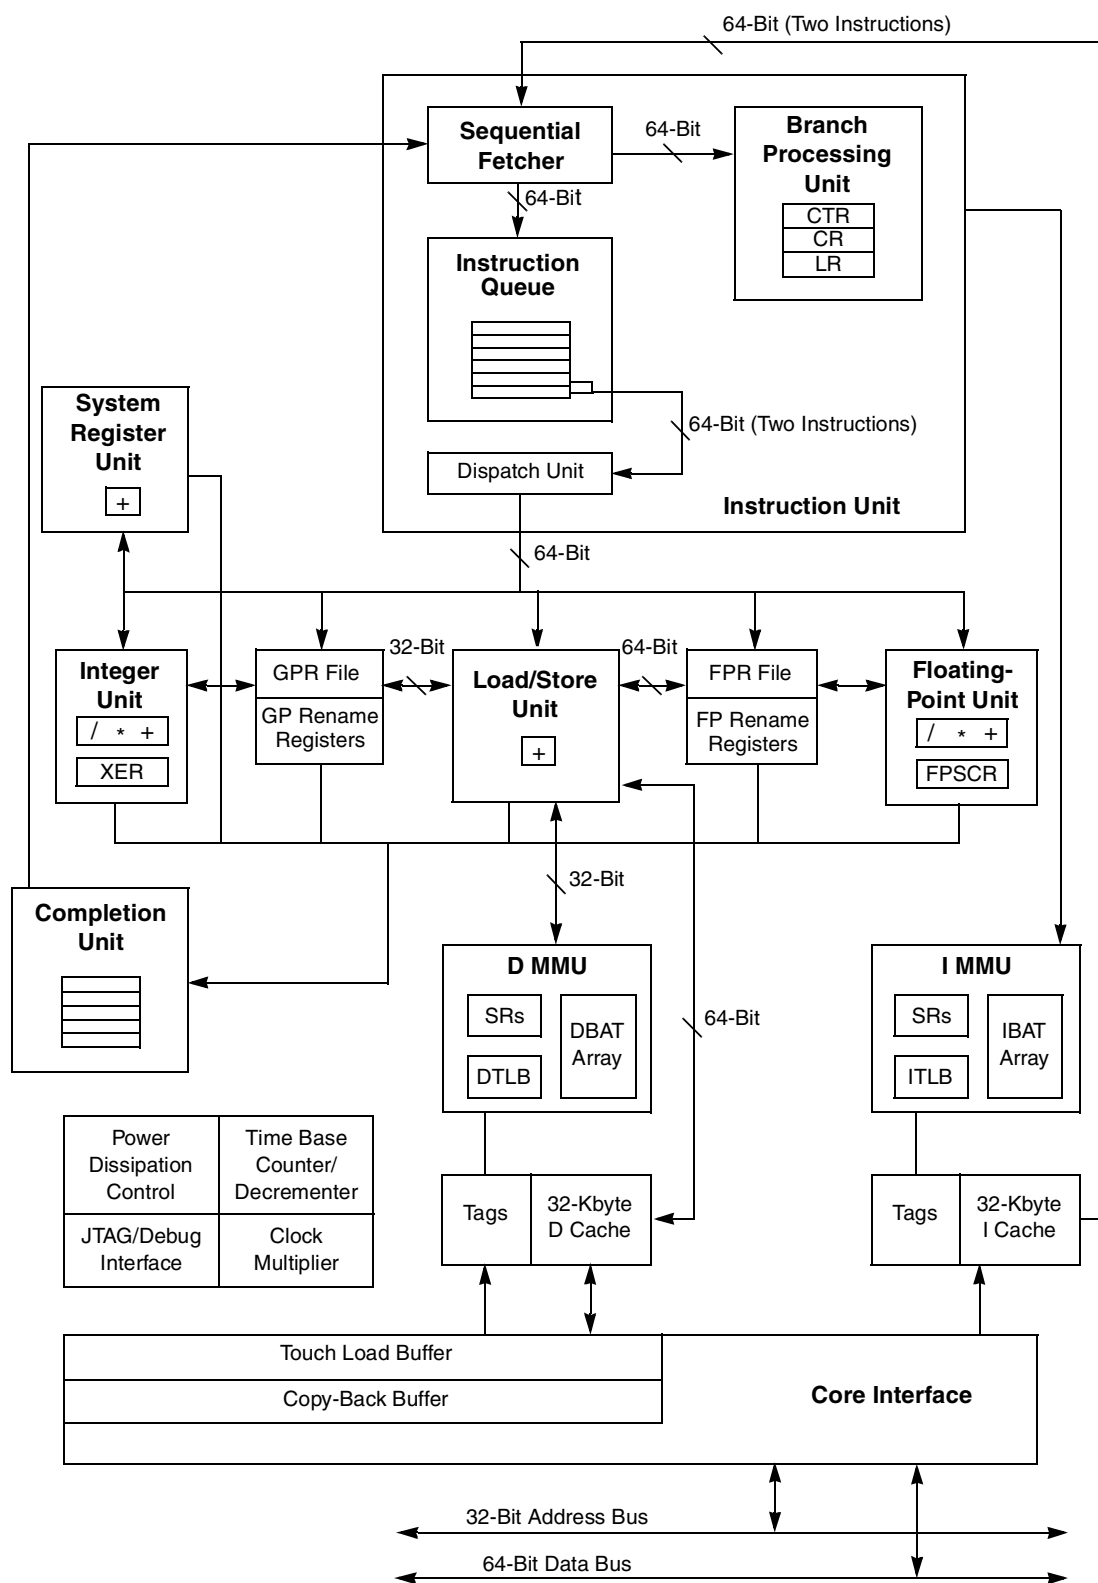 64-Bit (Two Instructions)
Sequential
Fetcher
64-Bit
Branch
Processing
Unit
CTR
CR
LR
64-Bit
Instruction
Queue
System
Register
Unit
+
64-Bit (Two Instructions)
Dispatch Unit
Instruction Unit
64-Bit
Integer
Unit
/ * +
XER
GPR File
GP Rename
Registers
32-Bit
Load/Store
Unit
+
64-Bit
FPR File
FP Rename
Registers
Floating-
Point Unit
/ * +
FPSCR
32-Bit
Completion
Unit
D MMU
SRs
DTLB
DBAT
Array
64-Bit
I MMU
SRs
ITLB
IBAT
Array
Power
Dissipation
Control
Time Base
Counter/
Decrementer
JTAG/Debug
Interface
Clock
Multiplier
Tags
32-Kbyte
D Cache
Tags
32-Kbyte
I Cache
Touch Load Buffer
Copy-Back Buffer
Core Interface
32-Bit Address Bus
64-Bit Data Bus